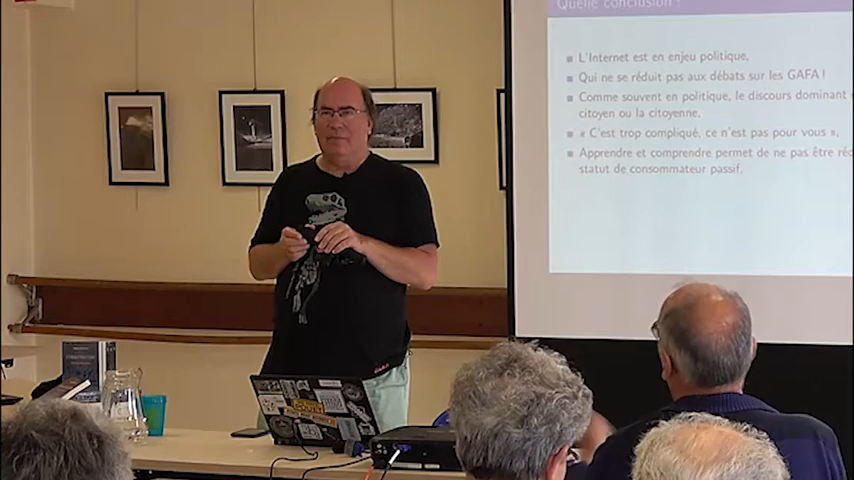 Quelle conclusion ?
L'Internet est en enjeu politique,
Qui ne se réduit pas aux débats sur les GAFA !
Comme souvent en politique, le discours dominant
citoyen ou la citoyenne,
« C'est trop compliqué, ce n'est pas pour vous »,
Apprendre et comprendre permet de ne pas être
statut de consommateur passif.